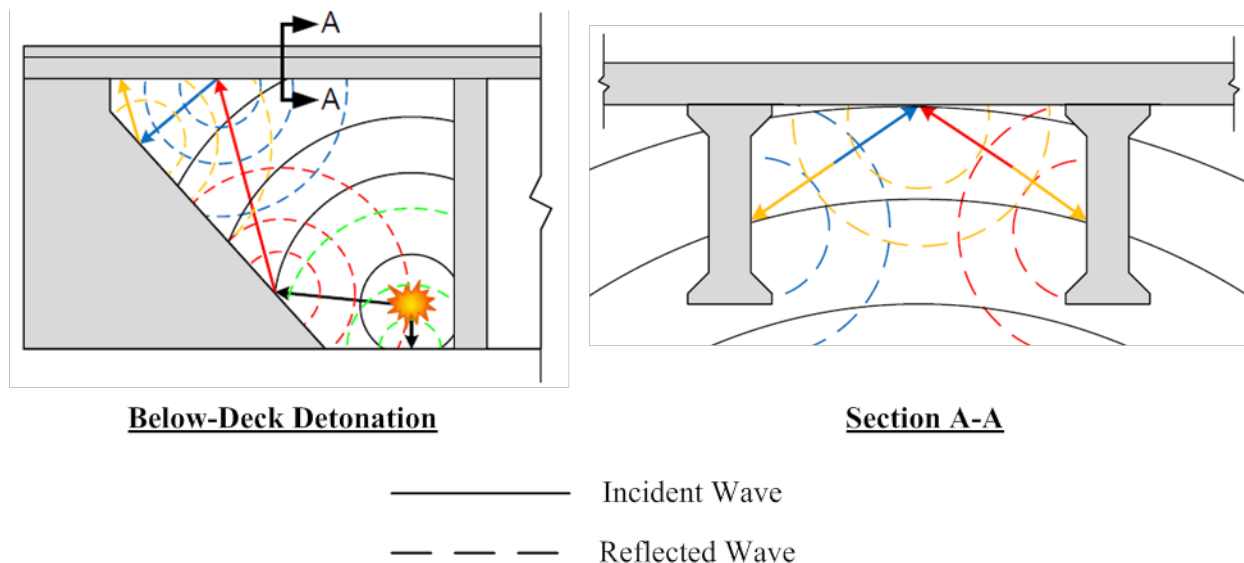 A
A
Below-Deck Detonation
Section A-A
Incident Wave
Reflected Wave